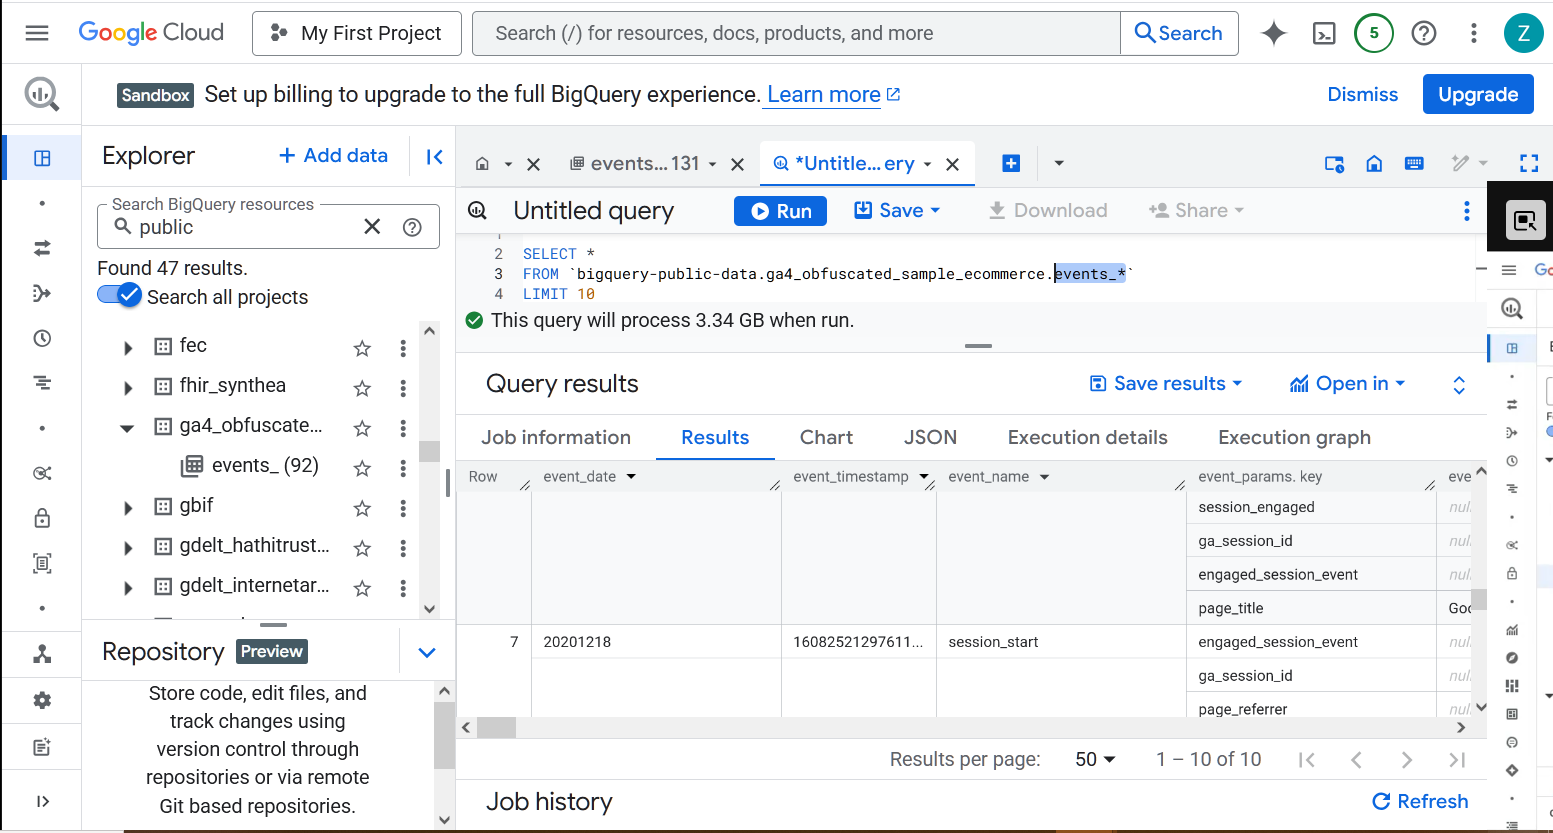 Google Cloud
My First Project
Search (/) for resources, docs, products, and more
Search
5
Z
Sandbox Set up billing to upgrade to the full BigQuery experience. Learn more
Dismiss
Upgrade
Explorer
+ Add data
events...131
*Untitle...ery
Search BigQuery resources
public
Found 47 results.
Search all projects
fec
fhir_synthea
ga4_obfuscate...
events_ (92)
gbif
gdelt_hathitrust...
gdelt_internetar...
Repository Preview
Store code, edit files, and
track changes using
version control through
repositories or via remote
Git based repositories.
Untitled query
Run
Save
Download
Share
2 SELECT *
3 FROM `bigquery-public-data.ga4_obfuscated_sample_ecommerce.events_*`
4 LIMIT 10
This query will process 3.34 GB when run.
Query results
Save results
Open in
Job information Results Chart JSON Execution details Execution graph
Row event_date event_timestamp event_name event_params. key eve
session_engaged nul
ga_session_id nul
engaged_session_event nul
page_title Goo
7 20201218 16082521297611... session_start engaged_session_event nul
ga_session_id nul
page_referrer nul
Results per page: 50 1 – 10 of 10
Job history
Refresh
Go